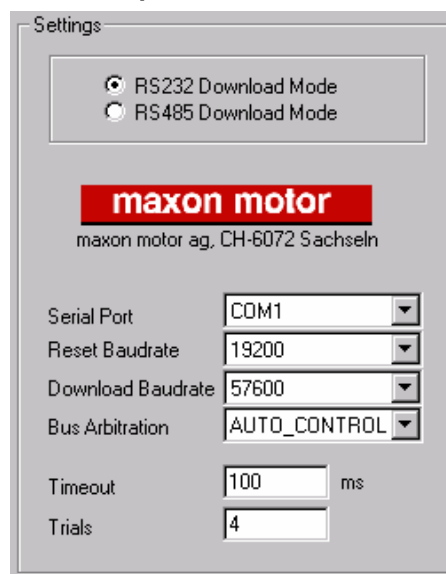 Settings
RS232 Download Mode
RS485 Download Mode
maxon motor
maxon motor ag, CH-6072 Sachseln
Serial Port COM1
Reset Baudrate 19200
Download Baudrate 57600
Bus Arbitration AUTO_CONTROL
Timeout 100 ms
Trials 4